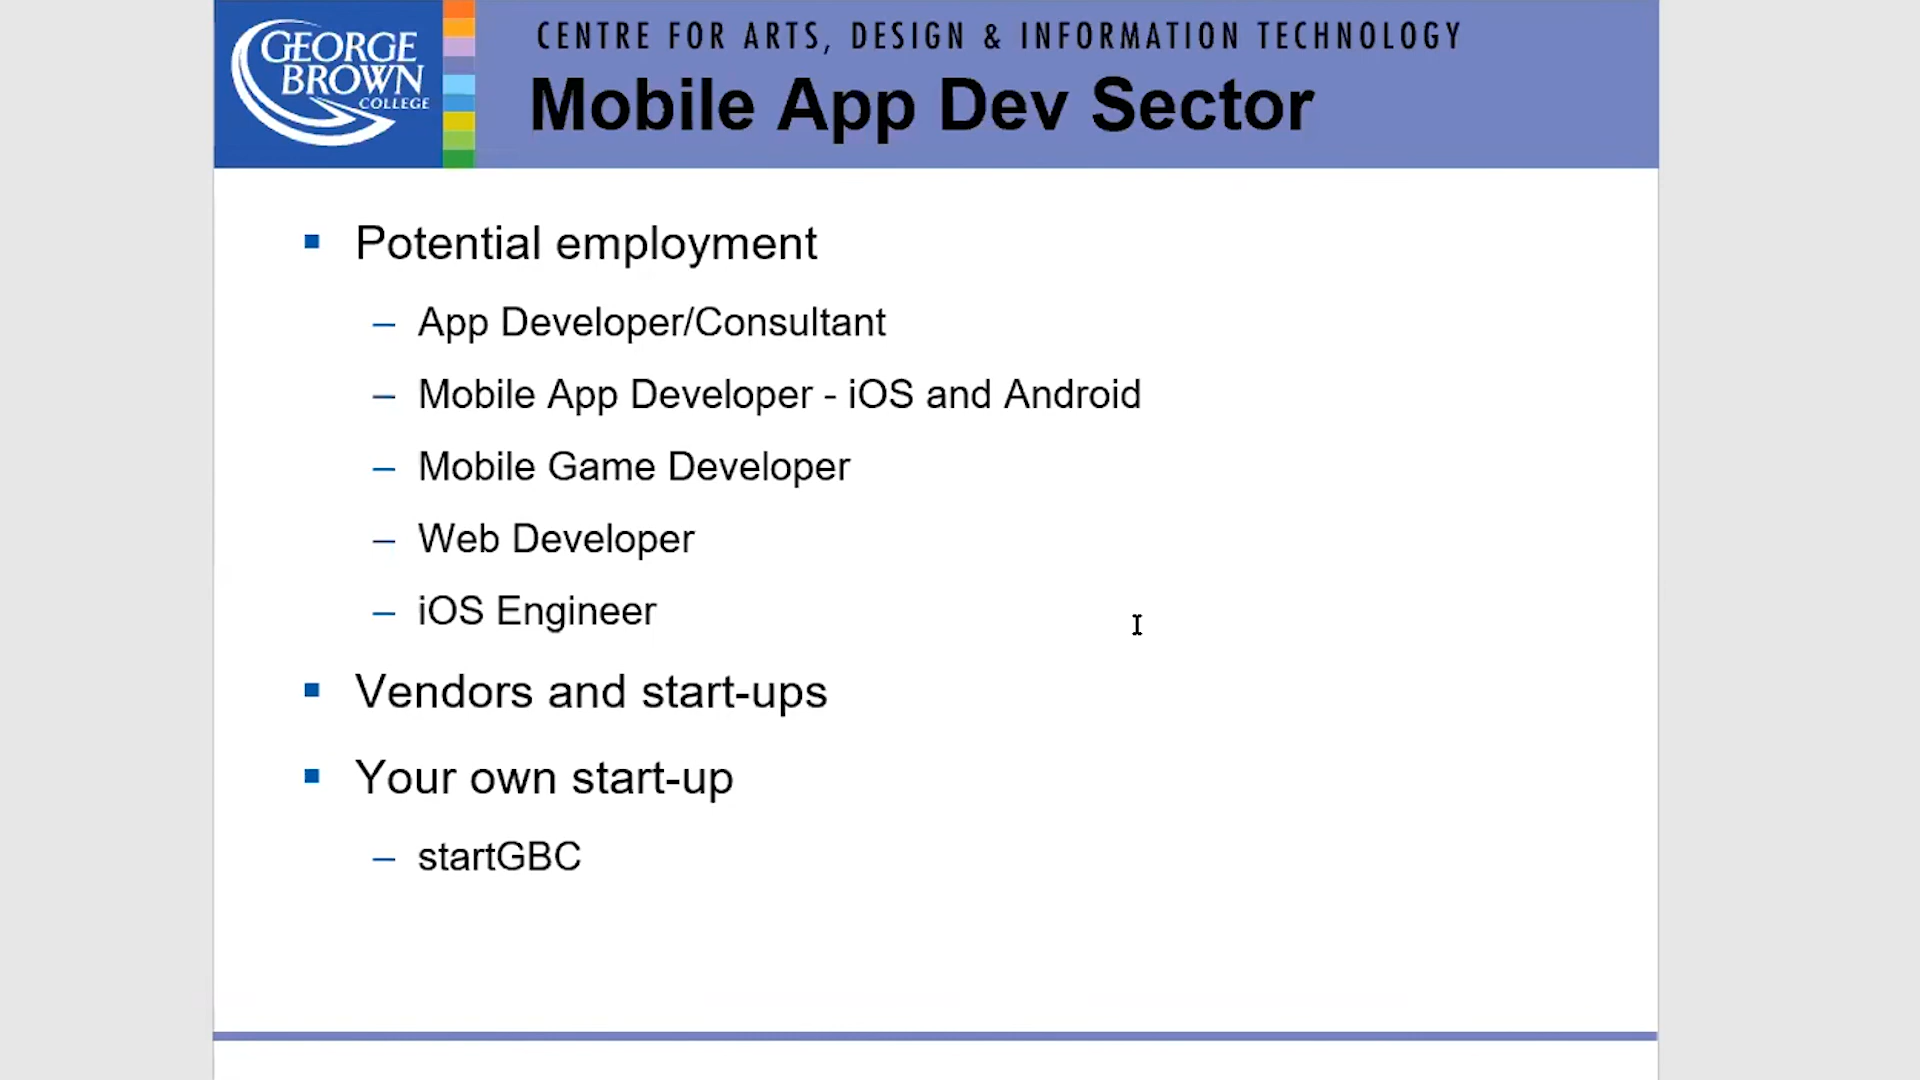 GEORGE
BROWN
COLLEGE
CENTRE FOR ARTS, DESIGN & INFORMATION TECHNOLOGY
Mobile App Dev Sector
Potential employment
– App Developer/Consultant
– Mobile App Developer - iOS and Android
– Mobile Game Developer
– Web Developer
– iOS Engineer
Vendors and start-ups
Your own start-up
– startGBC